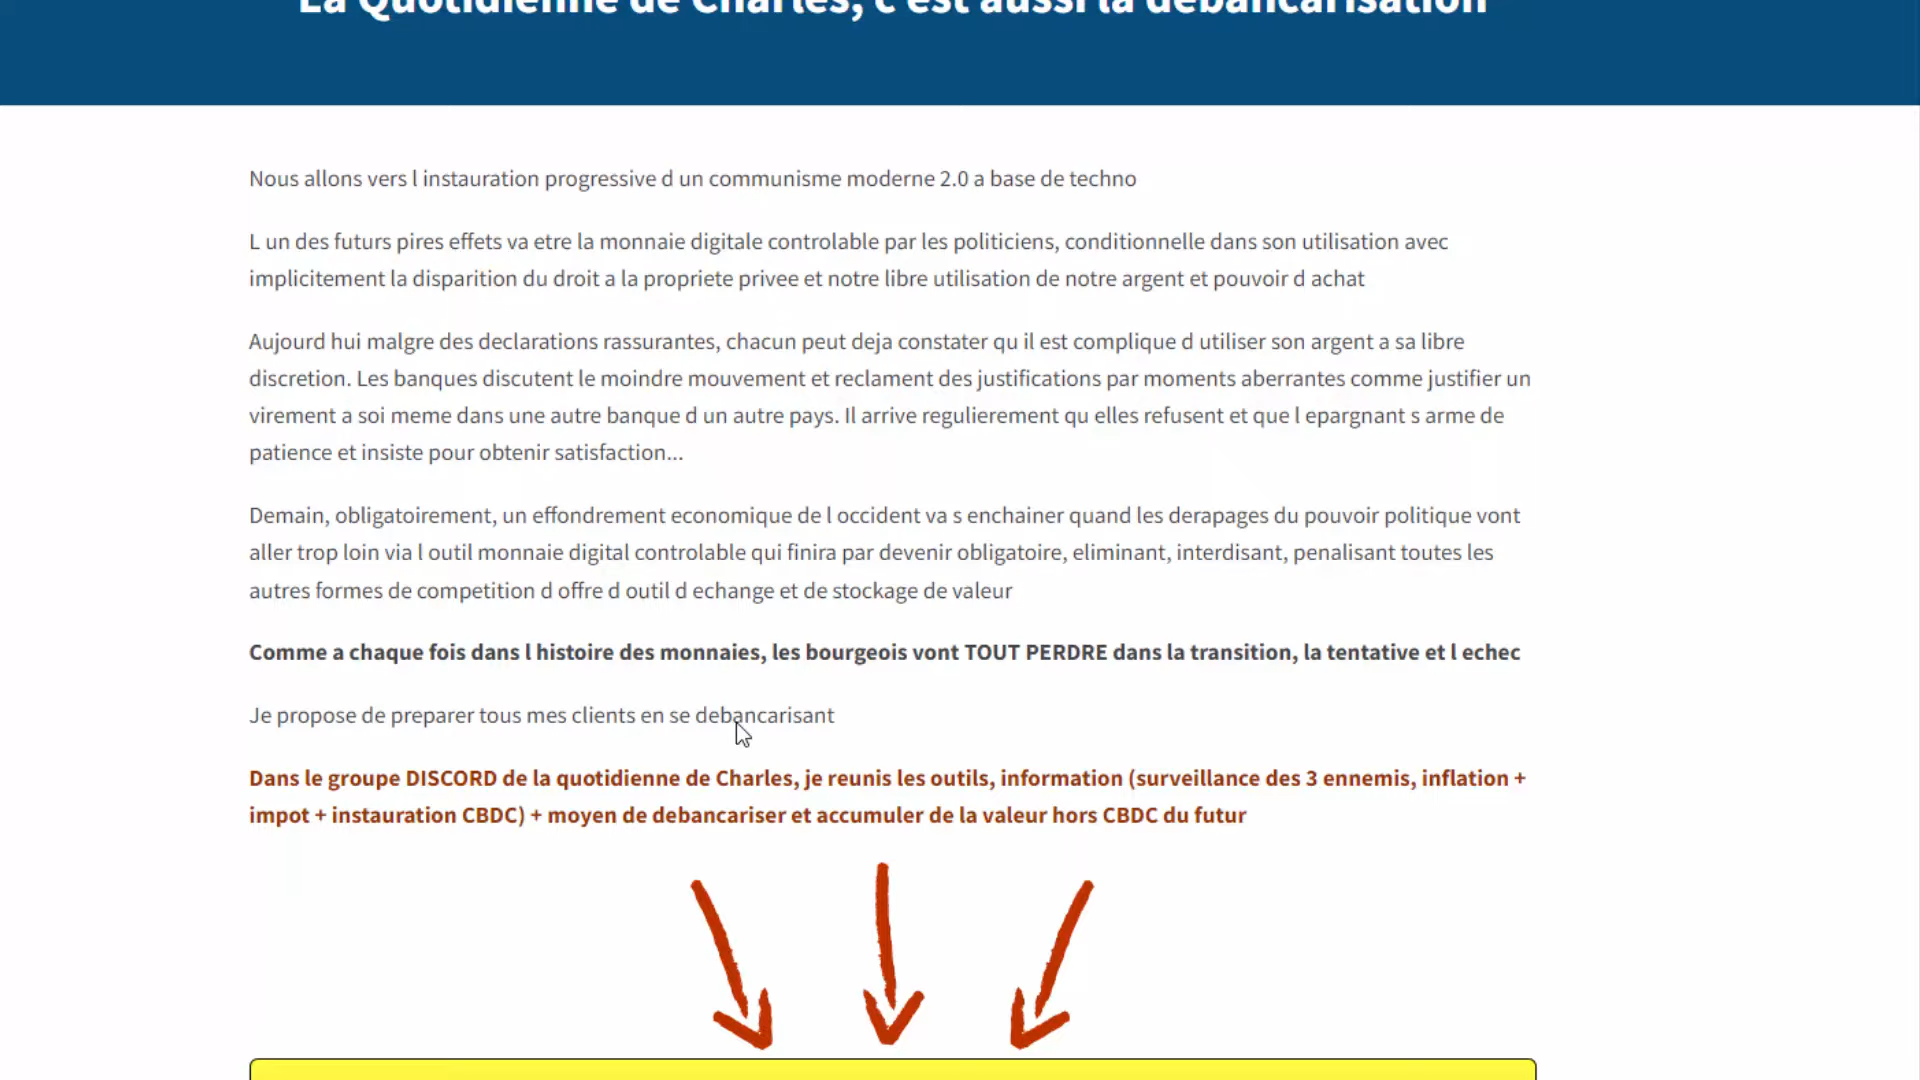 La Quotidienne de Charles, c'est aussi la débancarisation
Nous allons vers l instauration progressive d un communisme moderne 2.0 a base de techno
L un des futurs pires effets va etre la monnaie digitale controlable par les politiciens, conditionnelle dans son utilisation avec
implicitement la disparition du droit a la propriete privee et notre libre utilisation de notre argent et pouvoir d achat
Aujourd hui malgre des declarations rassurantes, chacun peut deja constater qu il est complique d utiliser son argent a sa libre
discretion. Les banques discutent le moindre mouvement et reclament des justifications par moments aberrantes comme justifier un
virement a soi meme dans une autre banque d un autre pays. Il arrive regulierement qu elles refusent et que l epargnant s arme de
patience et insiste pour obtenir satisfaction...
Demain, obligatoirement, un effondrement economique de l occident va s enchainer quand les derapages du pouvoir politique vont
aller trop loin via l outil monnaie digital controlable qui finira par devenir obligatoire, eliminant, interdisant, penalisant toutes les
autres formes de competition d offre d outil d echange et de stockage de valeur
Comme a chaque fois dans l histoire des monnaies, les bourgeois vont TOUT PERDRE dans la transition, la tentative et l echec
Je propose de preparer tous mes clients en se debancarisant
Dans le groupe DISCORD de la quotidienne de Charles, je reunis les outils, information (surveillance des 3 ennemis, inflation +
impot + instauration CBDC) + moyen de debancariser et accumuler de la valeur hors CBDC du futur